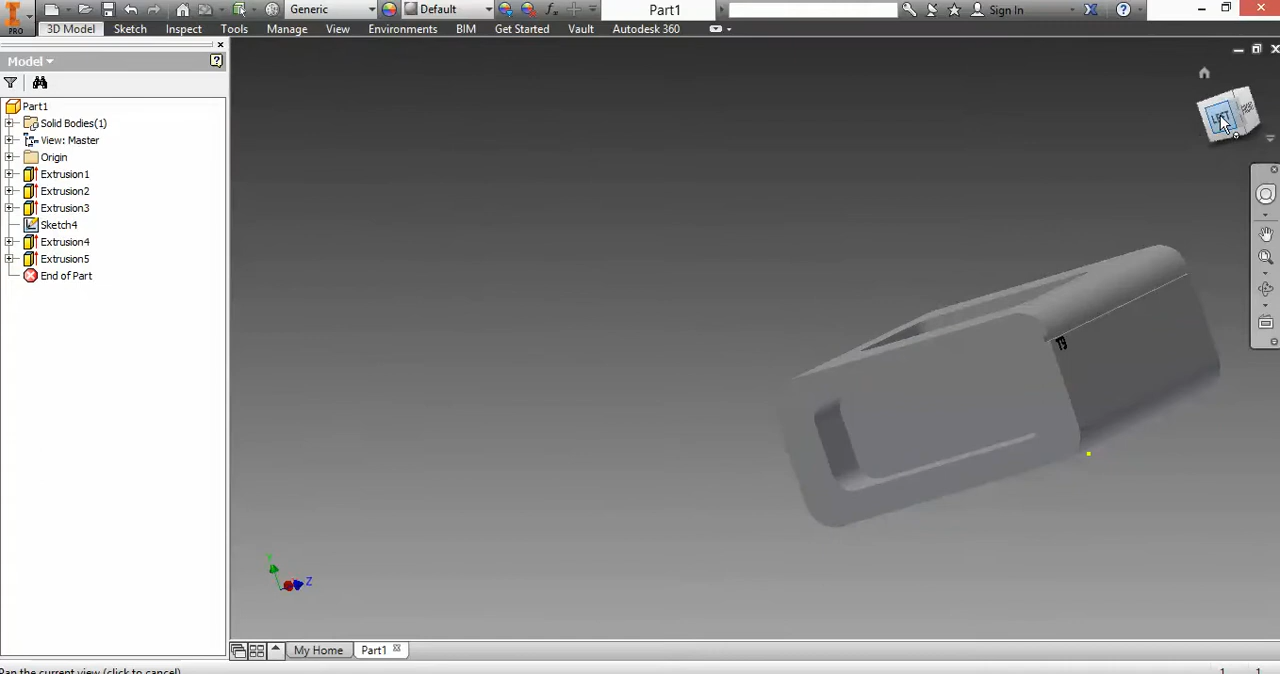 Generic
Default
Part1
Sign In
PRO
3D Model
Sketch
Inspect
Tools
Manage
View
Environments
BIM
Get Started
Vault
Autodesk 360
Model
Part1
Solid Bodies(1)
View: Master
Origin
Extrusion1
Extrusion2
Extrusion3
Sketch4
Extrusion4
Extrusion5
End of Part
LEFT
Y
Z
My Home
Part1
Pan the current view (click to cancel)
1
1